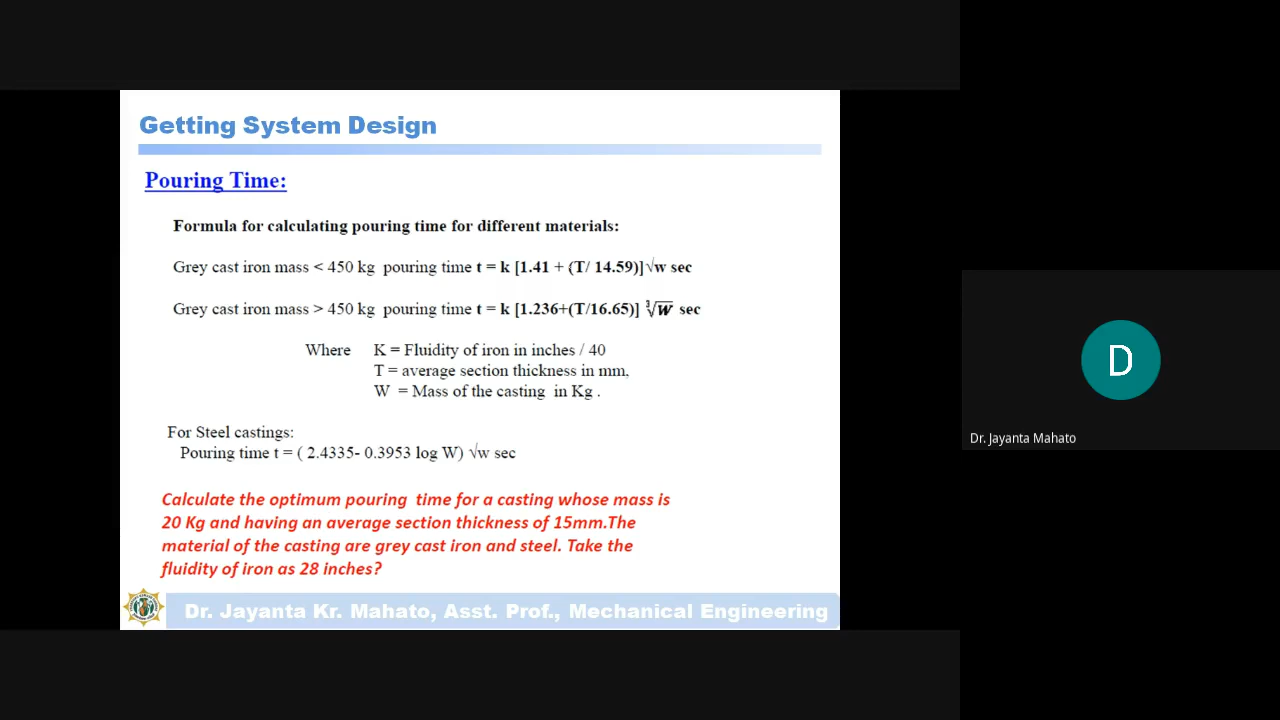 Getting System Design
Pouring Time:
Formula for calculating pouring time for different materials:
Grey cast iron mass < 450 kg pouring time t = k [1.41 + (T/ 14.59)]√w sec
Grey cast iron mass > 450 kg pouring time t = k [1.236+(T/16.65)] ∛W sec
Where K = Fluidity of iron in inches / 40
T = average section thickness in mm,
W = Mass of the casting in Kg .
For Steel castings:
Pouring time t = ( 2.4335- 0.3953 log W) √w sec
Calculate the optimum pouring time for a casting whose mass is
20 Kg and having an average section thickness of 15mm.The
material of the casting are grey cast iron and steel. Take the
fluidity of iron as 28 inches?
Dr. Jayanta Kr. Mahato, Asst. Prof., Mechanical Engineering
D
Dr. Jayanta Mahato